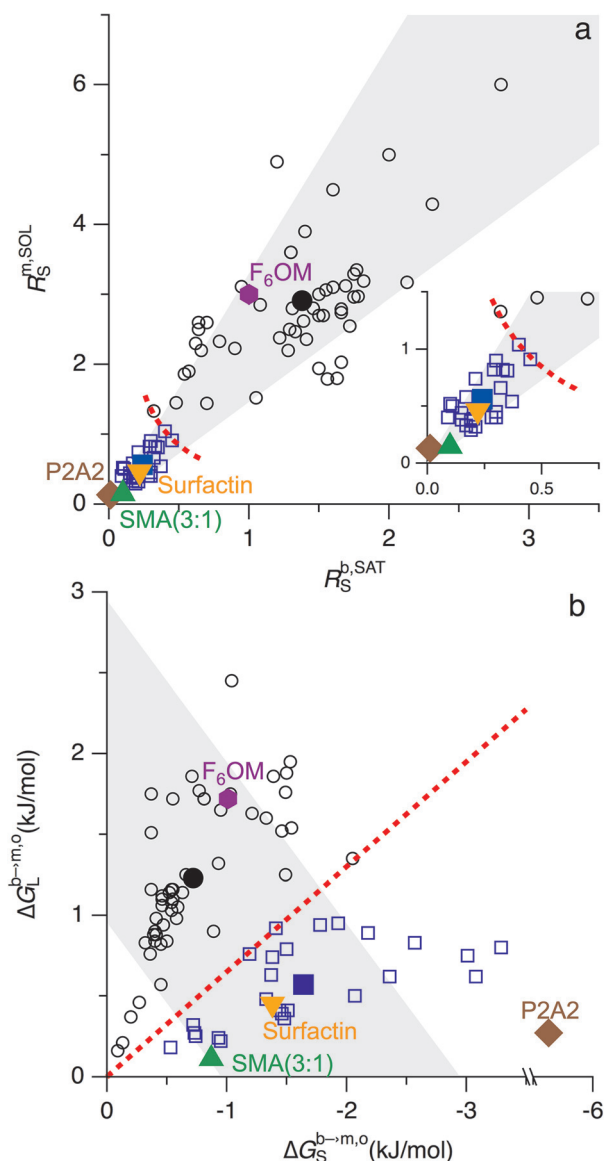 a
6
4
2
0
R_S^{m,SOL}
F₆OM
P2A2
Surfactin
SMA(3:1)
1
0
0.0 0.5
0 1 2 3
R_S^{b,SAT}
b
3
2
1
0
ΔG_L^{b→m,o}(kJ/mol)
F₆OM
P2A2
Surfactin
SMA(3:1)
0 -1 -2 -3 -6
ΔG_S^{b→m,o}(kJ/mol)